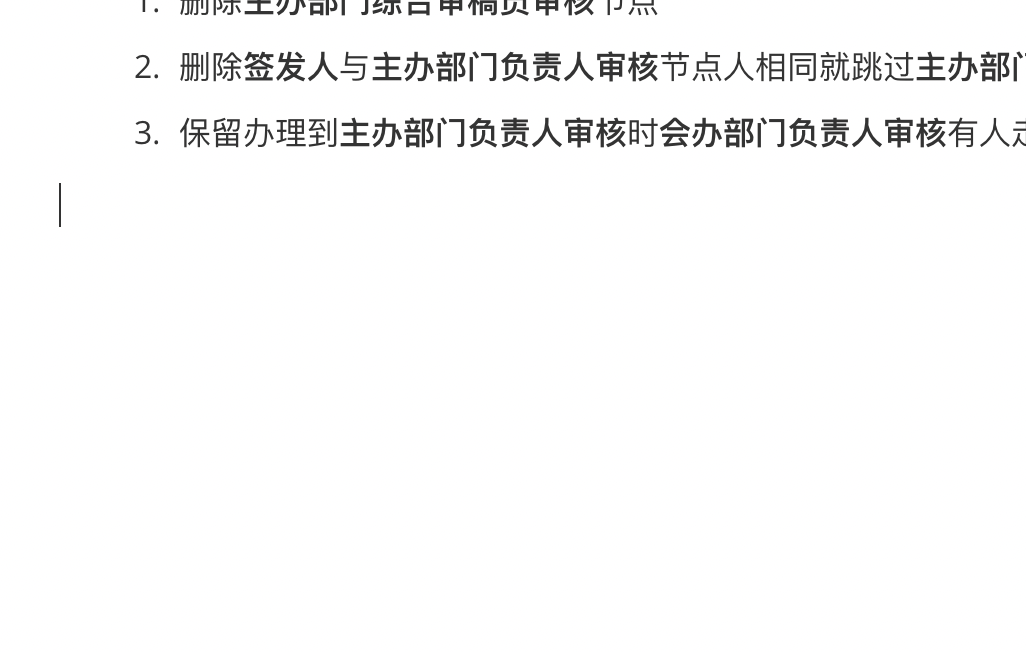 1. 删除主办部门综合审稿员审核节点
2. 删除签发人与主办部门负责人审核节点人相同就跳过主办部门
3. 保留办理到主办部门负责人审核时会办部门负责人审核有人